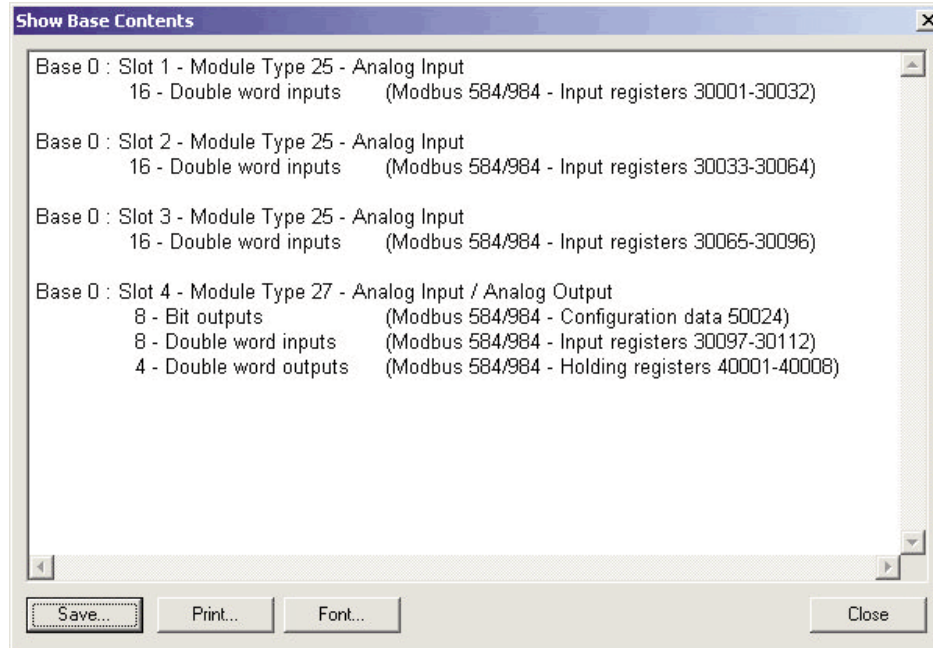 Show Base Contents
Base 0 : Slot 1 - Module Type 25 - Analog Input
16 - Double word inputs (Modbus 584/984 - Input registers 30001-30032)
Base 0 : Slot 2 - Module Type 25 - Analog Input
16 - Double word inputs (Modbus 584/984 - Input registers 30033-30064)
Base 0 : Slot 3 - Module Type 25 - Analog Input
16 - Double word inputs (Modbus 584/984 - Input registers 30065-30096)
Base 0 : Slot 4 - Module Type 27 - Analog Input / Analog Output
8 - Bit outputs (Modbus 584/984 - Configuration data 50024)
8 - Double word inputs (Modbus 584/984 - Input registers 30097-30112)
4 - Double word outputs (Modbus 584/984 - Holding registers 40001-40008)
Save... Print... Font... Close